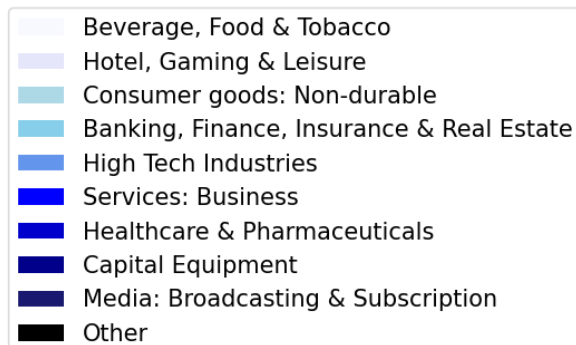 Beverage, Food & Tobacco
Hotel, Gaming & Leisure
Consumer goods: Non-durable
Banking, Finance, Insurance & Real Estate
High Tech Industries
Services: Business
Healthcare & Pharmaceuticals
Capital Equipment
Media: Broadcasting & Subscription
Other